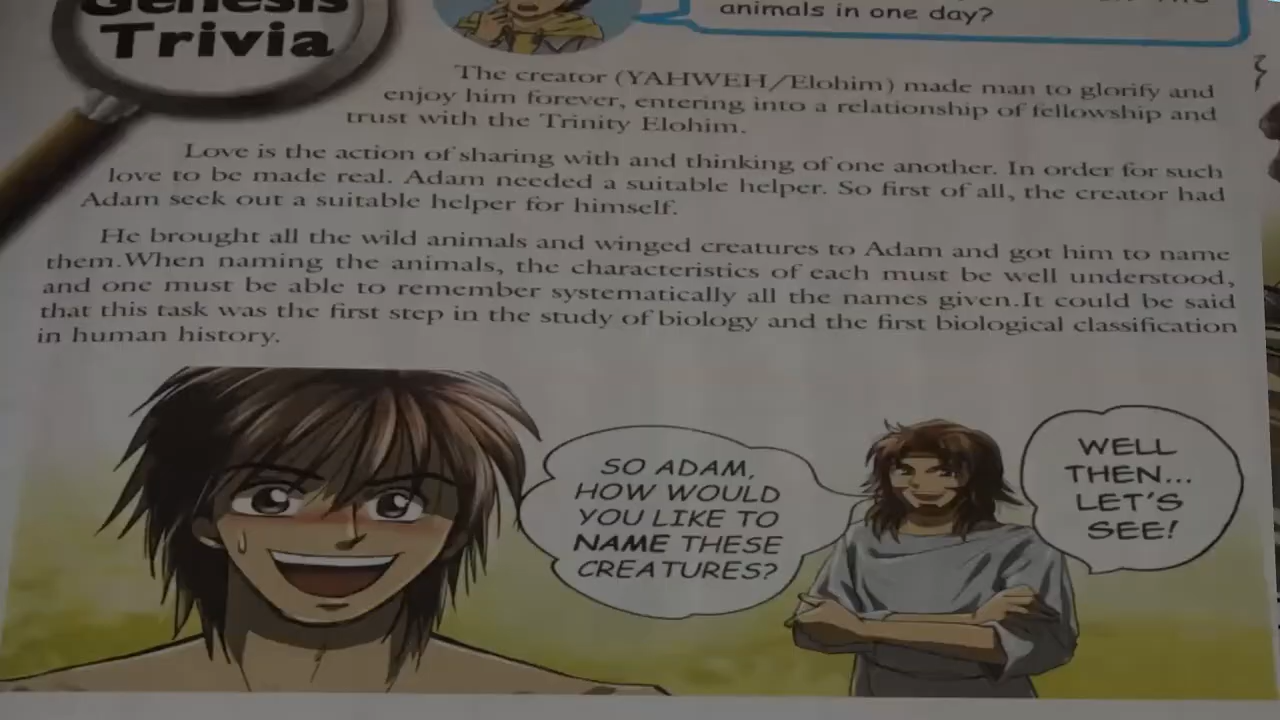 Genesis
Trivia
animals in one day?
The creator (YAHWEH/Elohim) made man to glorify and
enjoy him forever, entering into a relationship of fellowship and
trust with the Trinity Elohim.
Love is the action of sharing with and thinking of one another. In order for such
love to be made real. Adam needed a suitable helper. So first of all, the creator had
Adam seek out a suitable helper for himself.
He brought all the wild animals and winged creatures to Adam and got him to name
them.When naming the animals, the characteristics of each must be well understood,
and one must be able to remember systematically all the names given.It could be said
that this task was the first step in the study of biology and the first biological classification
in human history.
SO ADAM,
HOW WOULD
YOU LIKE TO
NAME THESE
CREATURES?
WELL
THEN...
LET'S
SEE!